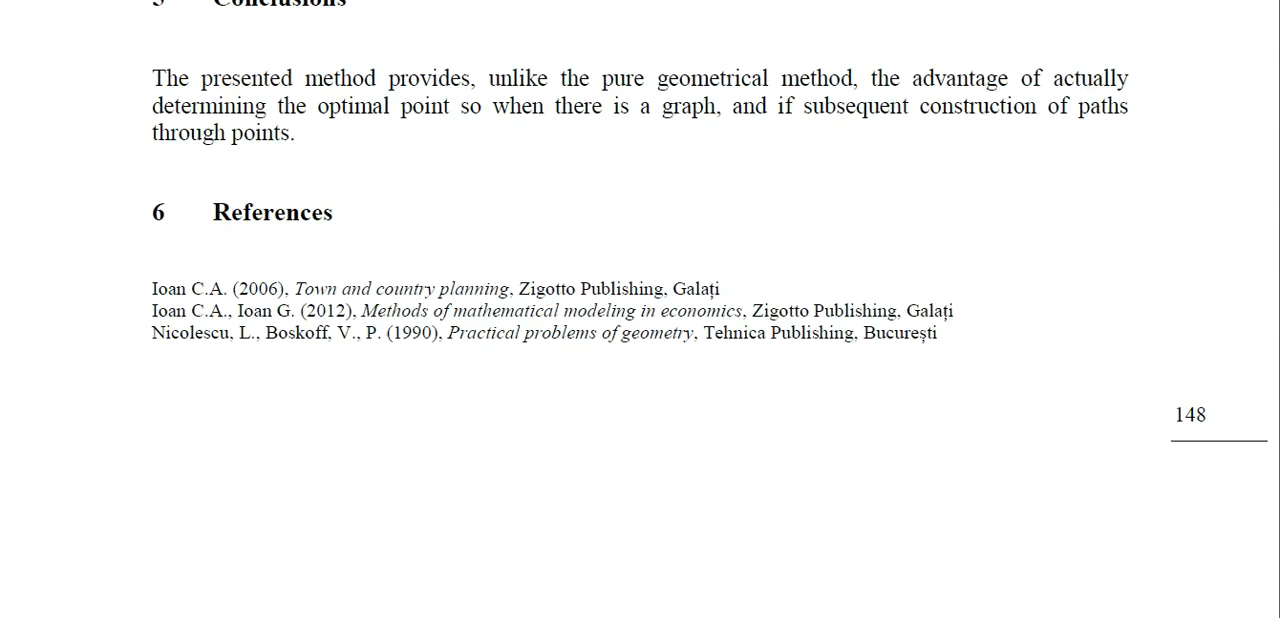 5 Conclusions
The presented method provides, unlike the pure geometrical method, the advantage of actually
determining the optimal point so when there is a graph, and if subsequent construction of paths
through points.
6 References
Ioan C.A. (2006), Town and country planning, Zigotto Publishing, Galați
Ioan C.A., Ioan G. (2012), Methods of mathematical modeling in economics, Zigotto Publishing, Galați
Nicolescu, L., Boskoff, V., P. (1990), Practical problems of geometry, Tehnica Publishing, București
148